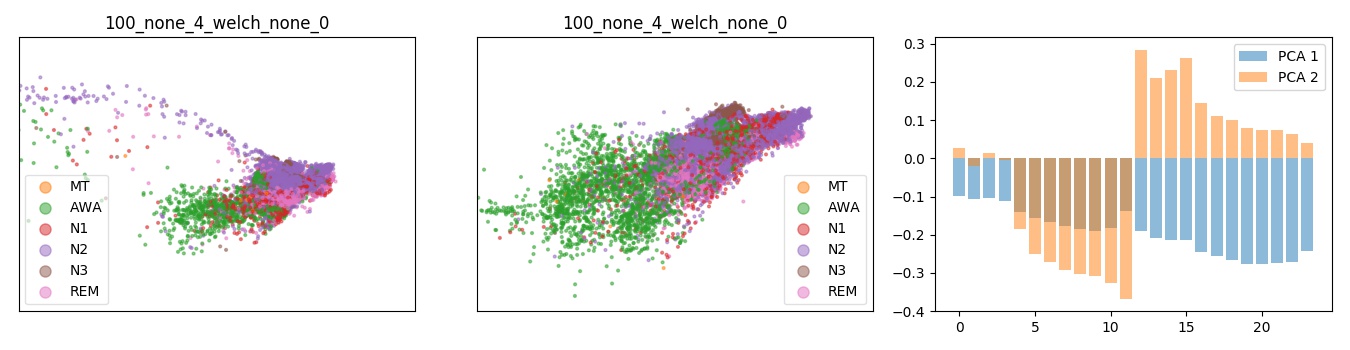 100_none_4_welch_none_0
MT
AWA
N1
N2
N3
REM
100_none_4_welch_none_0
MT
AWA
N1
N2
N3
REM
PCA 1
PCA 2
0.3
0.2
0.1
0.0
−0.1
−0.2
−0.3
−0.4
0
5
10
15
20